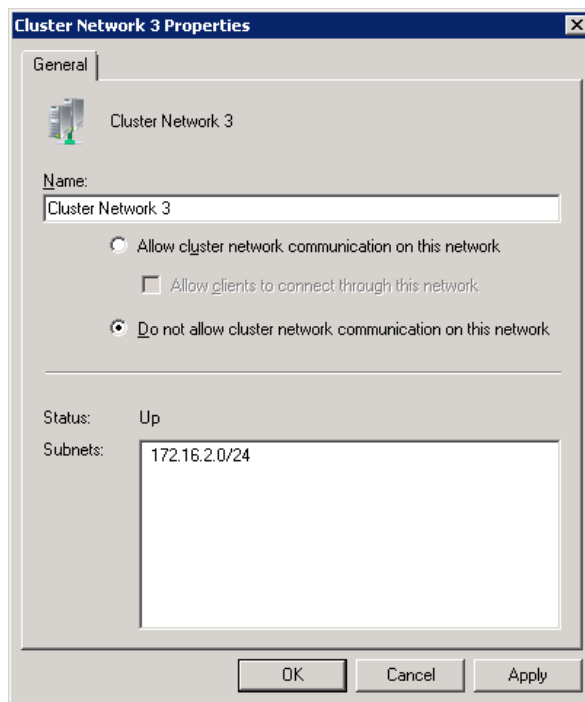 Cluster Network 3 Properties
General
Cluster Network 3
Name:
Cluster Network 3
Allow cluster network communication on this network
Allow clients to connect through this network
Do not allow cluster network communication on this network
Status: Up
Subnets: 172.16.2.0/24
OK Cancel Apply